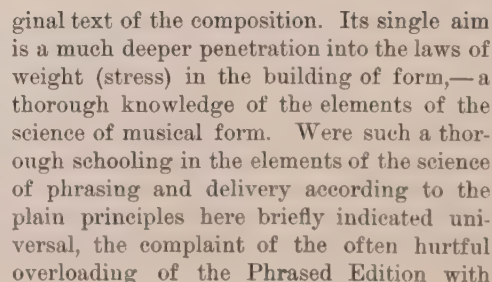 ginal text of the composition. Its single aim
is a much deeper penetration into the laws of
weight (stress) in the building of form,—a
thorough knowledge of the elements of the
science of musical form. Were such a thor-
ough schooling in the elements of the science
of phrasing and delivery according to the
plain principles here briefly indicated uni-
versal, the complaint of the often hurtful
overloading of the Phrased Edition with